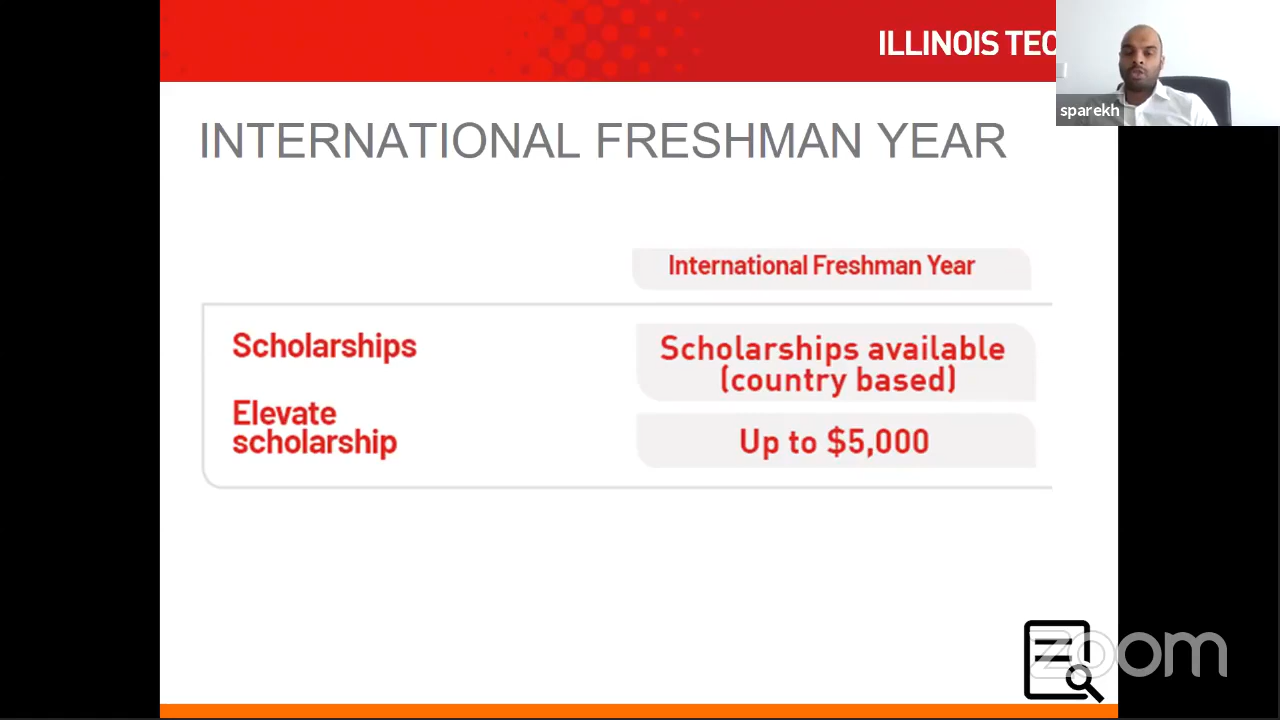 ILLINOIS TEC
sparekh
INTERNATIONAL FRESHMAN YEAR
International Freshman Year
Scholarships
Scholarships available
(country based)
Elevate
scholarship
Up to $5,000
zoom